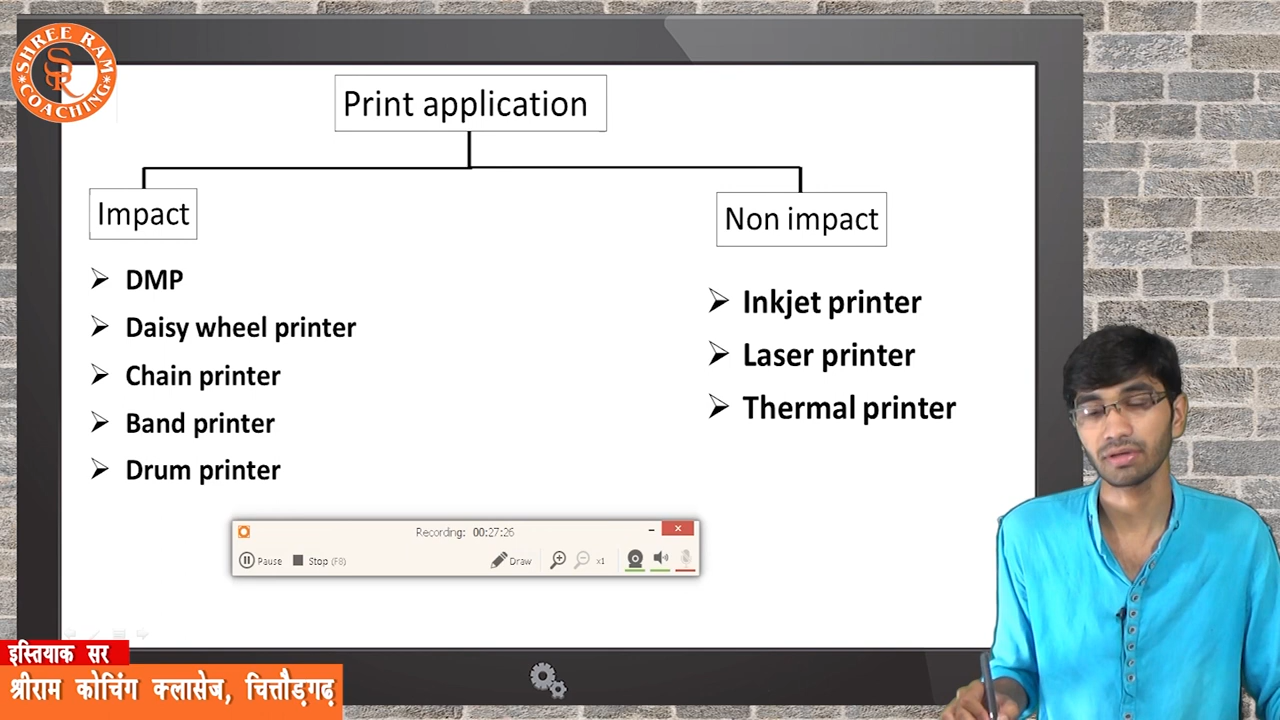 SHREE RAM
SR
COACHING
Print application
Impact
Non impact
DMP
Daisy wheel printer
Chain printer
Band printer
Drum printer
Inkjet printer
Laser printer
Thermal printer
Recording: 00:27:26
Pause
Stop (F8)
Draw
x1
इस्तियाक सर
श्रीराम कोचिंग क्लासेज, चित्तौड़गढ़